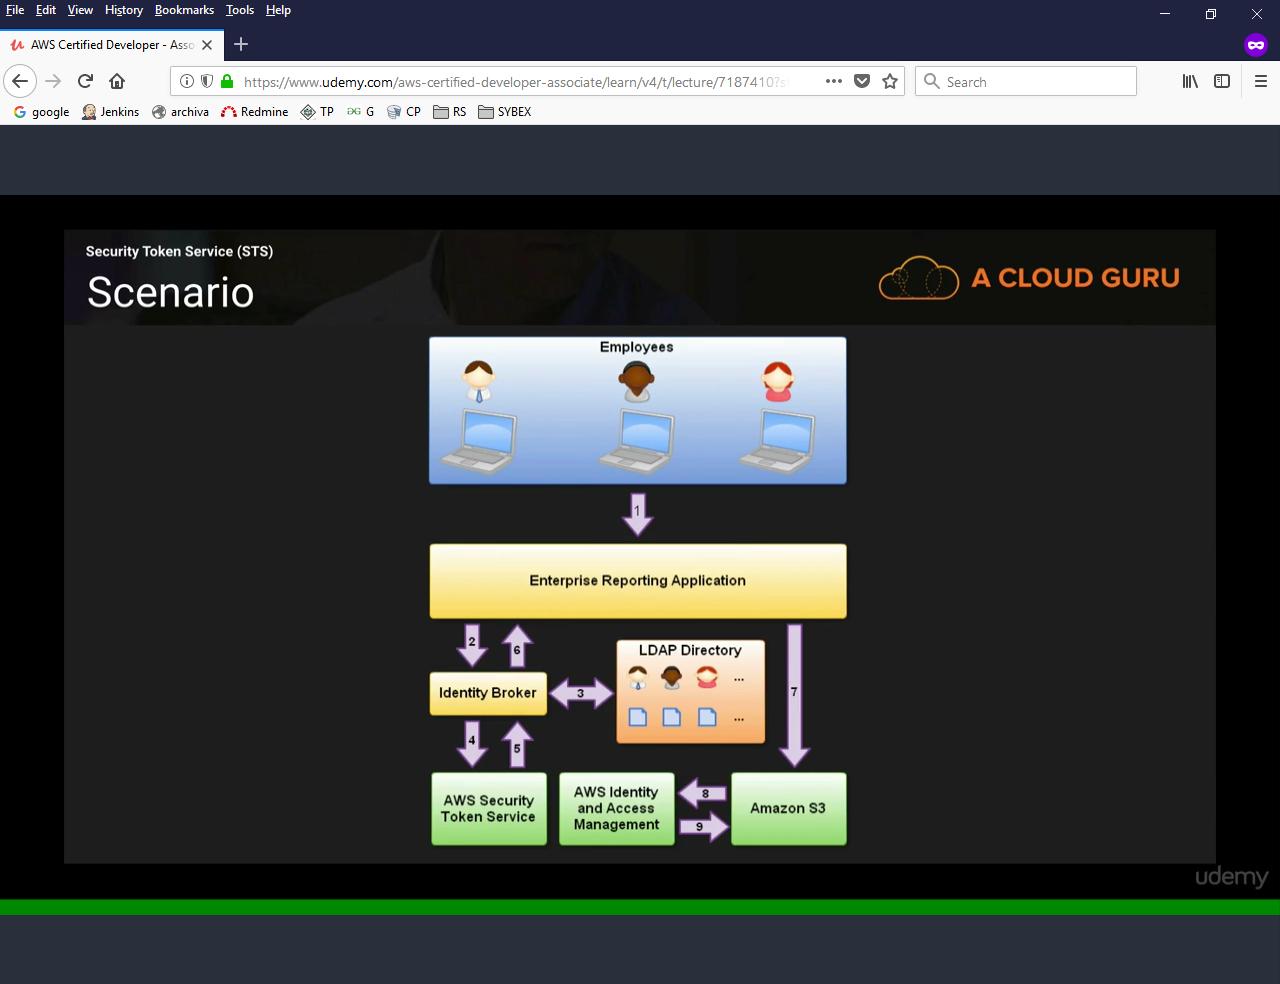 File Edit View History Bookmarks Tools Help
AWS Certified Developer - Asso
https://www.udemy.com/aws-certified-developer-associate/learn/v4/t/lecture/7187410?s
Search
google Jenkins archiva Redmine TP G CP RS SYBEX
Security Token Service (STS)
Scenario
A CLOUD GURU
Employees
1
Enterprise Reporting Application
2
6
LDAP Directory
...
Identity Broker
3
7
...
4
5
AWS Security
Token Service
AWS Identity
and Access
Management
8
9
Amazon S3
udemy